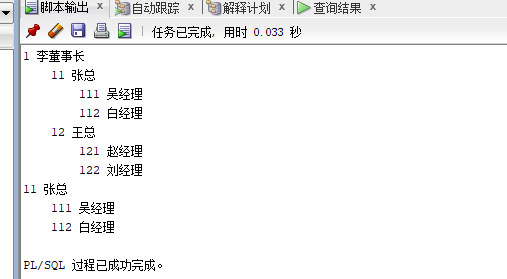 脚本输出 x 自动跟踪 x 解释计划 x 查询结果 x
任务已完成, 用时 0.033 秒
1 李董事长
11 张总
111 吴经理
112 白经理
12 王总
121 赵经理
122 刘经理
11 张总
111 吴经理
112 白经理
PL/SQL 过程已成功完成。